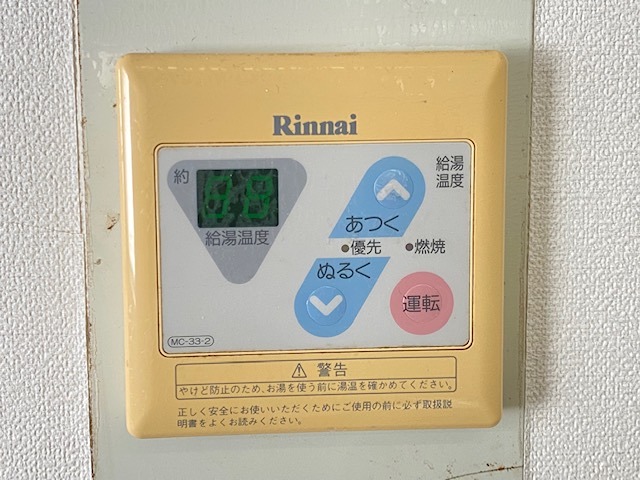 Rinnai
約
給湯温度
給湯
温度
あつく
●優先 ●燃焼
ぬるく
運転
MC-33-2
⚠ 警告
やけど防止のため、お湯を使う前に湯温を確かめてください。
正しく安全にお使いいただくためにご使用の前に必ず取扱説
明書をよくお読みください。